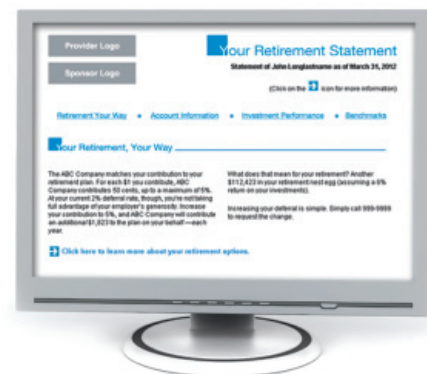 Provider Logo
Sponsor Logo
Your Retirement Statement
Statement of John Longlastname as of March 31, 2012
(Click on the icon for more information)
Retirement Your Way • Account Information • Investment Performance • Benchmarks
Your Retirement, Your Way
The ABC Company matches your contribution to your
retirement plan. For each $1 you contribute, ABC
Company contributes 50 cents, up to a maximum of 5%.
At your current 2% deferral rate, though, you're not taking
full advantage of your employer's generosity. Increase
your contribution to 5%, and ABC Company will contribute
an additional $1,823 to the plan on your behalf—each
year.
What does that mean for your retirement? Another
$112,423 in your retirement nest egg (assuming a 6%
return on your investments).
Increasing your deferral is simple. Simply call 999-9999
to request the change.
Click here to learn more about your retirement options.